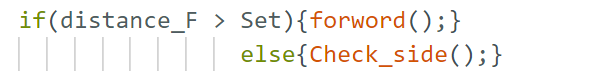 if(distance_F > Set){forword();}
else{Check_side();}